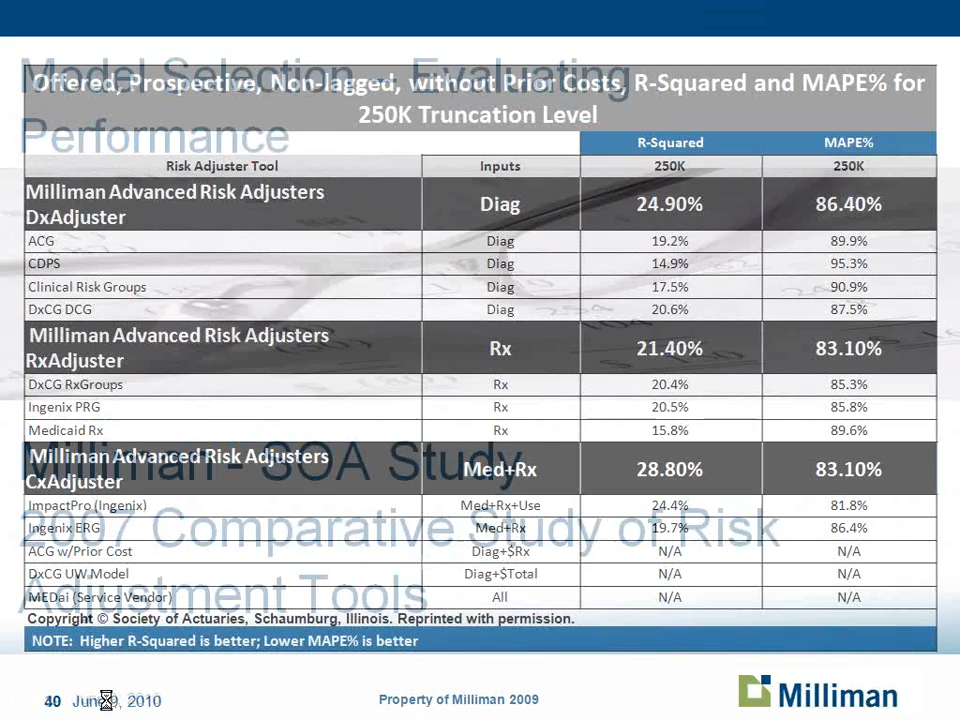 Model Selection – Evaluating
Performance
Offered, Prospective, Non-lagged, without Prior Costs, R-Squared and MAPE% for
250K Truncation Level
R-Squared MAPE%
Risk Adjuster Tool Inputs 250K 250K
Milliman Advanced Risk Adjusters
DxAdjuster Diag 24.90% 86.40%
ACG Diag 19.2% 89.9%
CDPS Diag 14.9% 95.3%
Clinical Risk Groups Diag 17.5% 90.9%
DxCG DCG Diag 20.6% 87.5%
Milliman Advanced Risk Adjusters
RxAdjuster Rx 21.40% 83.10%
DxCG RxGroups Rx 20.4% 85.3%
Ingenix PRG Rx 20.5% 85.8%
Medicaid Rx Rx 15.8% 89.6%
Milliman - SOA Study
Milliman Advanced Risk Adjusters
CxAdjuster Med+Rx 28.80% 83.10%
ImpactPro (Ingenix) Med+Rx+Use 24.4% 81.8%
2007 Comparative Study of Risk
Ingenix ERG Med+Rx 19.7% 86.4%
ACG w/Prior Cost Diag+$Rx N/A N/A
DxCG UW Model Diag+$Total N/A N/A
Adjustment Tools
MEDai (Service Vendor) All N/A N/A
Copyright © Society of Actuaries, Schaumburg, Illinois. Reprinted with permission.
NOTE: Higher R-Squared is better; Lower MAPE% is better
40 June 9, 2010 Property of Milliman 2009 Milliman